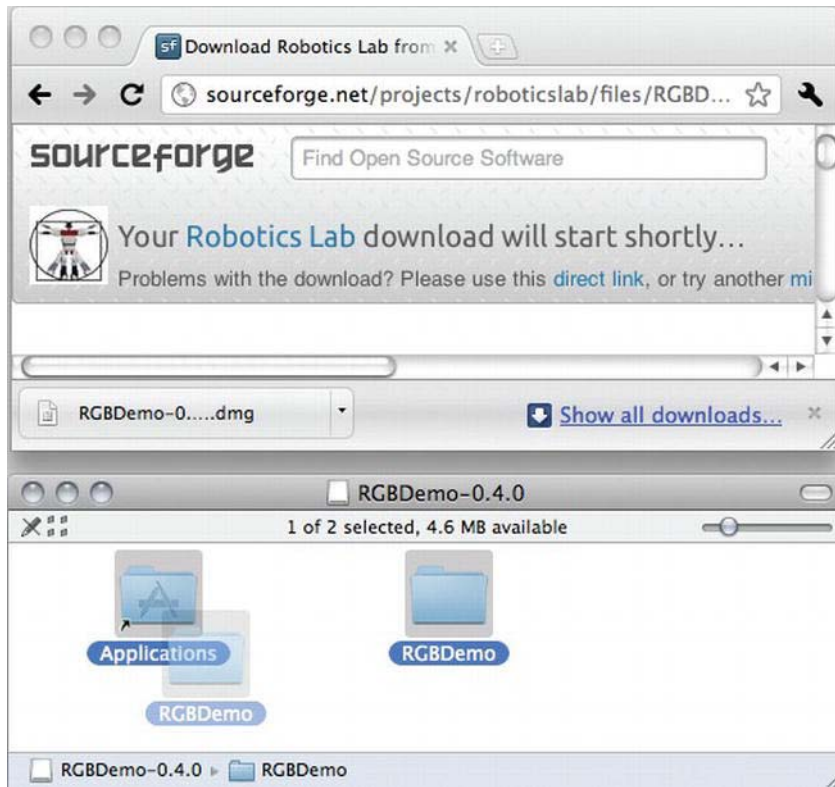 sf Download Robotics Lab from
sourceforge.net/projects/roboticslab/files/RGBD...
sourceforge
Find Open Source Software
Your Robotics Lab download will start shortly...
Problems with the download? Please use this direct link, or try another mi
RGBDemo-0.....dmg
Show all downloads...
RGBDemo-0.4.0
1 of 2 selected, 4.6 MB available
Applications
RGBDemo
RGBDemo
RGBDemo-0.4.0
RGBDemo